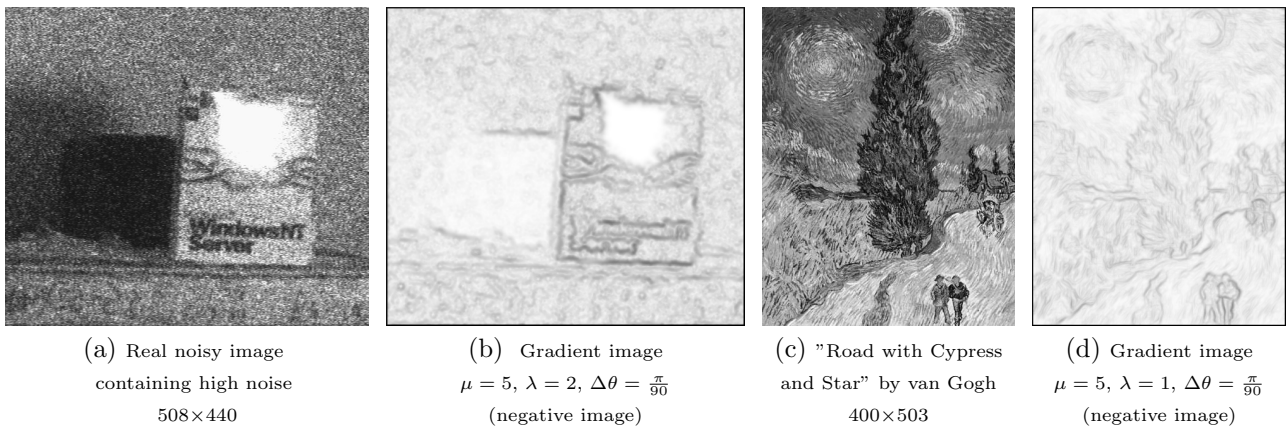 WindowsNT
Server
(a) Real noisy image
containing high noise
508×440
(b) Gradient image
μ = 5, λ = 2, Δθ = π/90
(negative image)
(c) ”Road with Cypress
and Star” by van Gogh
400×503
(d) Gradient image
μ = 5, λ = 1, Δθ = π/90
(negative image)